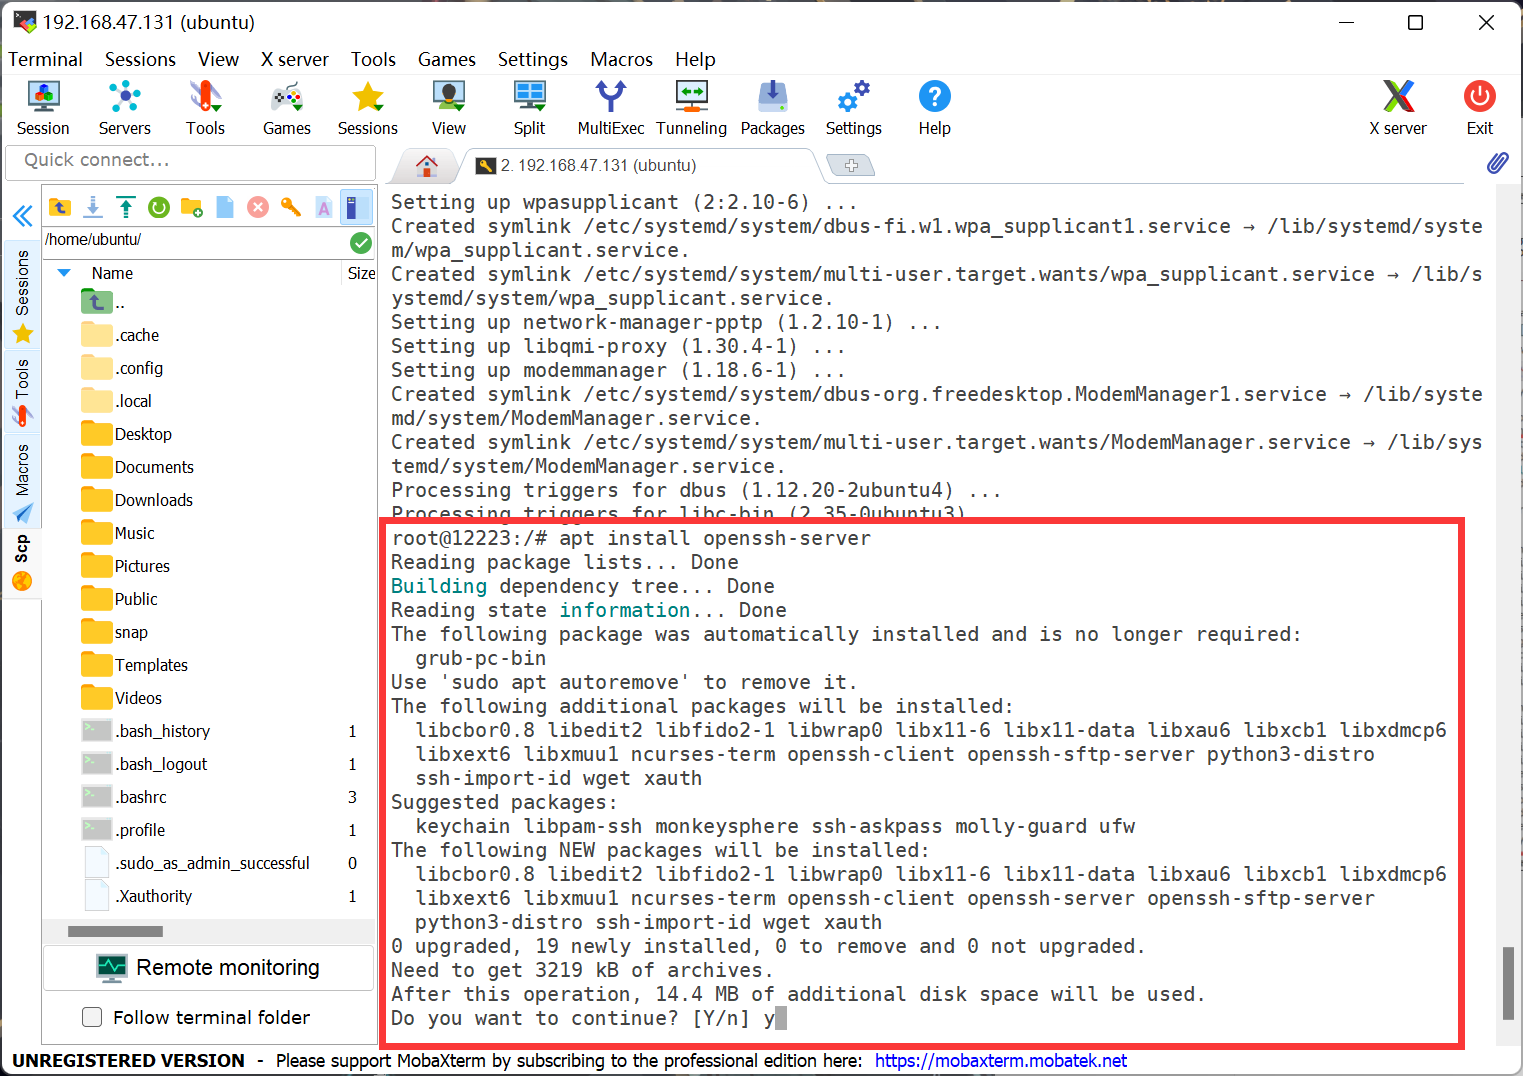 192.168.47.131 (ubuntu)
Terminal Sessions View X server Tools Games Settings Macros Help
Session Servers Tools Games Sessions View Split MultiExec Tunneling Packages Settings Help X server Exit
Quick connect...
2. 192.168.47.131 (ubuntu)
/home/ubuntu/
Name Size
..
.cache
.config
.local
Desktop
Documents
Downloads
Music
Pictures
Public
snap
Templates
Videos
.bash_history 1
.bash_logout 1
.bashrc 3
.profile 1
.sudo_as_admin_successful 0
.Xauthority 1
Sessions
Tools
Macros
Scp
Remote monitoring
Follow terminal folder
Setting up wpasupplicant (2:2.10-6) ...
Created symlink /etc/systemd/system/dbus-fi.w1.wpa_supplicant1.service → /lib/systemd/syste
m/wpa_supplicant.service.
Created symlink /etc/systemd/system/multi-user.target.wants/wpa_supplicant.service → /lib/s
ystemd/system/wpa_supplicant.service.
Setting up network-manager-pptp (1.2.10-1) ...
Setting up libqmi-proxy (1.30.4-1) ...
Setting up modemmanager (1.18.6-1) ...
Created symlink /etc/systemd/system/dbus-org.freedesktop.ModemManager1.service → /lib/syste
md/system/ModemManager.service.
Created symlink /etc/systemd/system/multi-user.target.wants/ModemManager.service → /lib/sys
temd/system/ModemManager.service.
Processing triggers for dbus (1.12.20-2ubuntu4) ...
Processing triggers for libc-bin (2.35-0ubuntu3)
root@12223:/# apt install openssh-server
Reading package lists... Done
Building dependency tree... Done
Reading state information... Done
The following package was automatically installed and is no longer required:
grub-pc-bin
Use 'sudo apt autoremove' to remove it.
The following additional packages will be installed:
libcbor0.8 libedit2 libfido2-1 libwrap0 libx11-6 libx11-data libxau6 libxcb1 libxdmcp6
libxext6 libxmuu1 ncurses-term openssh-client openssh-sftp-server python3-distro
ssh-import-id wget xauth
Suggested packages:
keychain libpam-ssh monkeysphere ssh-askpass molly-guard ufw
The following NEW packages will be installed:
libcbor0.8 libedit2 libfido2-1 libwrap0 libx11-6 libx11-data libxau6 libxcb1 libxdmcp6
libxext6 libxmuu1 ncurses-term openssh-client openssh-server openssh-sftp-server
python3-distro ssh-import-id wget xauth
0 upgraded, 19 newly installed, 0 to remove and 0 not upgraded.
Need to get 3219 kB of archives.
After this operation, 14.4 MB of additional disk space will be used.
Do you want to continue? [Y/n] y
UNREGISTERED VERSION - Please support MobaXterm by subscribing to the professional edition here: https://mobaxterm.mobatek.net